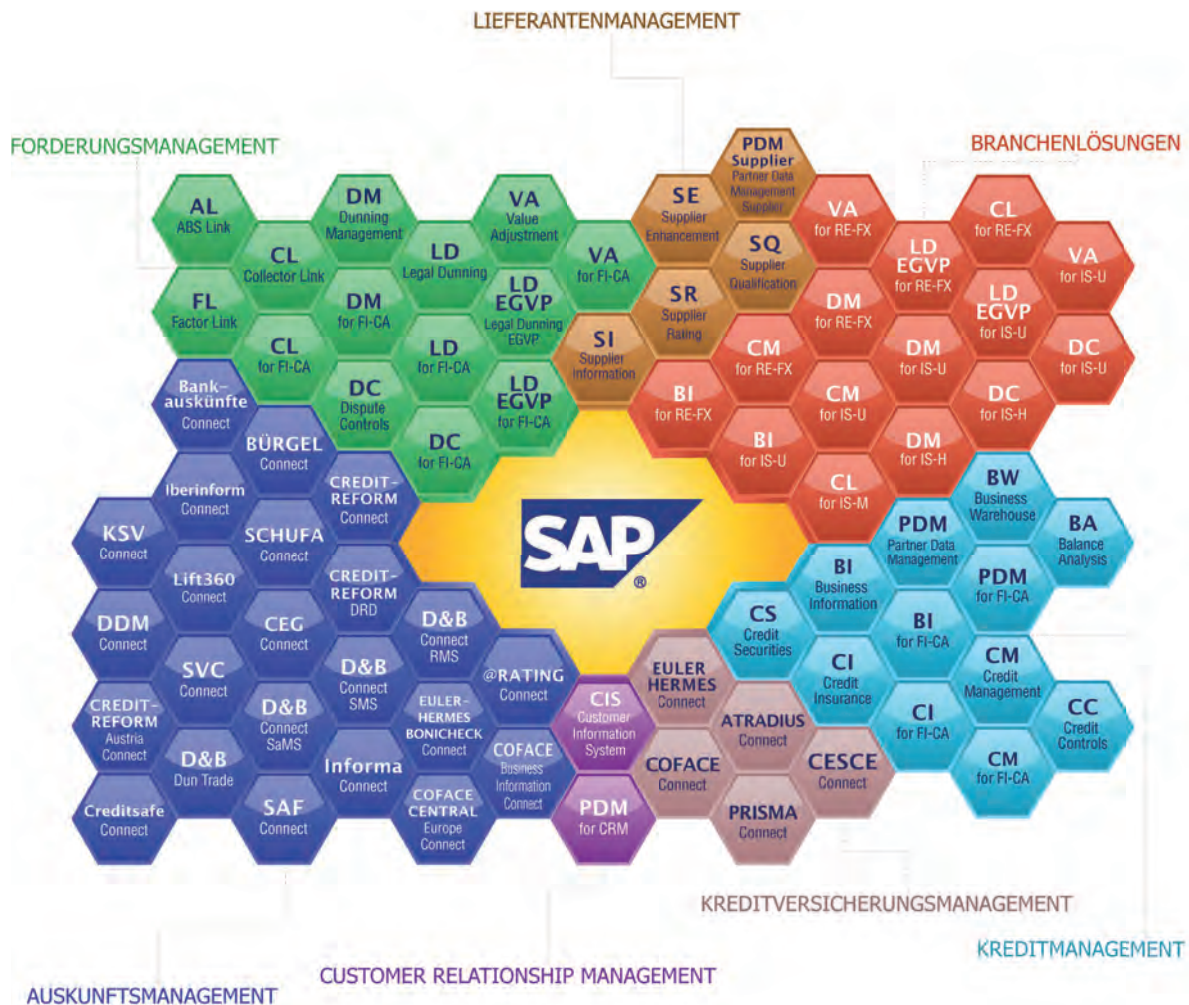 LIEFERANTENMANAGEMENT
FORDERUNGSMANAGEMENT
BRANCHENLÖSUNGEN
AL
ABS Link
CL
Collector Link
DM
Dunning
Management
LD
Legal Dunning
VA
Value
Adjustment
VA
for FI-CA
FL
Factor Link
CL
for FI-CA
DM
for FI-CA
LD
for FI-CA
LD
EGVP
Legal Dunning
EGVP
DC
Dispute
Controls
DC
for FI-CA
LD
EGVP
for FI-CA
SE
Supplier
Enhancement
PDM
Supplier
Partner Data
Management
Supplier
SQ
Supplier
Qualification
SR
Supplier
Rating
SI
Supplier
Information
VA
for RE-FX
LD
EGVP
for RE-FX
CL
for RE-FX
VA
for IS-U
DM
for RE-FX
LD
EGVP
for IS-U
CM
for RE-FX
DM
for IS-U
DC
for IS-U
BI
for RE-FX
CM
for IS-U
DC
for IS-H
BI
for IS-U
DM
for IS-H
CL
for IS-M
Bank-
auskünfte
Connect
BÜRGEL
Connect
Iberinform
Connect
CREDIT-
REFORM
Connect
KSV
Connect
SCHUFA
Connect
Lift360
Connect
CREDIT-
REFORM
DRD
DDM
Connect
CEG
Connect
D&B
Connect
RMS
SVC
Connect
D&B
Connect
SMS
@RATING
Connect
CREDIT-
REFORM
Austria
Connect
D&B
Connect
SaMS
EULER-
HERMES
BONICHECK
Connect
D&B
Dun Trade
Informa
Connect
COFACE
Business
Information
Connect
Creditsafe
Connect
SAF
Connect
COFACE
CENTRAL
Europe
Connect
SAP
®
CIS
Customer
Information
System
PDM
for CRM
EULER
HERMES
Connect
ATRADIUS
Connect
COFACE
Connect
CESCE
Connect
PRISMA
Connect
BW
Business
Warehouse
PDM
Partner Data
Management
BA
Balance
Analysis
BI
Business
Information
PDM
for FI-CA
CS
Credit
Securities
BI
for FI-CA
CI
Credit
Insurance
CM
Credit
Management
CI
for FI-CA
CC
Credit
Controls
CM
for FI-CA
KREDITVERSICHERUNGSMANAGEMENT
KREDITMANAGEMENT
CUSTOMER RELATIONSHIP MANAGEMENT
AUSKUNFTSMANAGEMENT